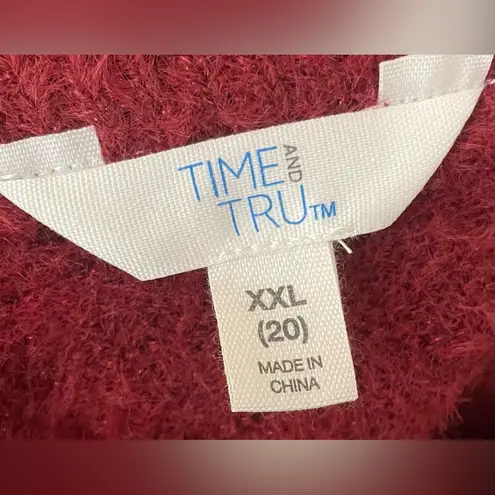 TIME AND
TRU™
XXL
(20)
MADE IN
CHINA